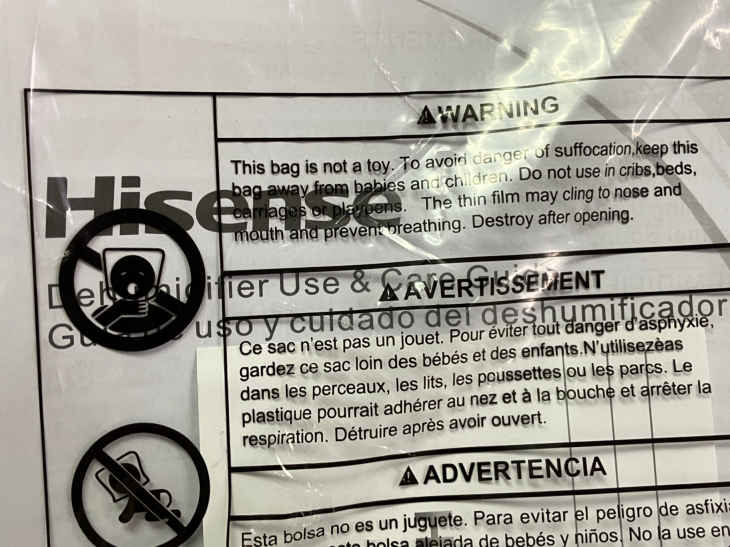 WARNING
This bag is not a toy. To avoid danger of suffocation,keep this
bag away from babies and children. Do not use in cribs,beds,
carriages or playpens. The thin film may cling to nose and
mouth and prevent breathing. Destroy after opening.
Hisense
Dehumidifier Use & Care Guide
Guía de uso y cuidado del deshumificador
AVERTISSEMENT
Ce sac n'est pas un jouet. Pour éviter tout danger d'asphyxie,
gardez ce sac loin des bébés et des enfants.N'utilisezèas
dans les perceaux, les lits, les poussettes ou les parcs. Le
plastique pourrait adhérer au nez et à la bouche et arrêter la
respiration. Détruire après avoir ouvert.
ADVERTENCIA
Esta bolsa no es un juguete. Para evitar el peligro de asfixia
esta bolsa alejada de bebés y niños. No la use en